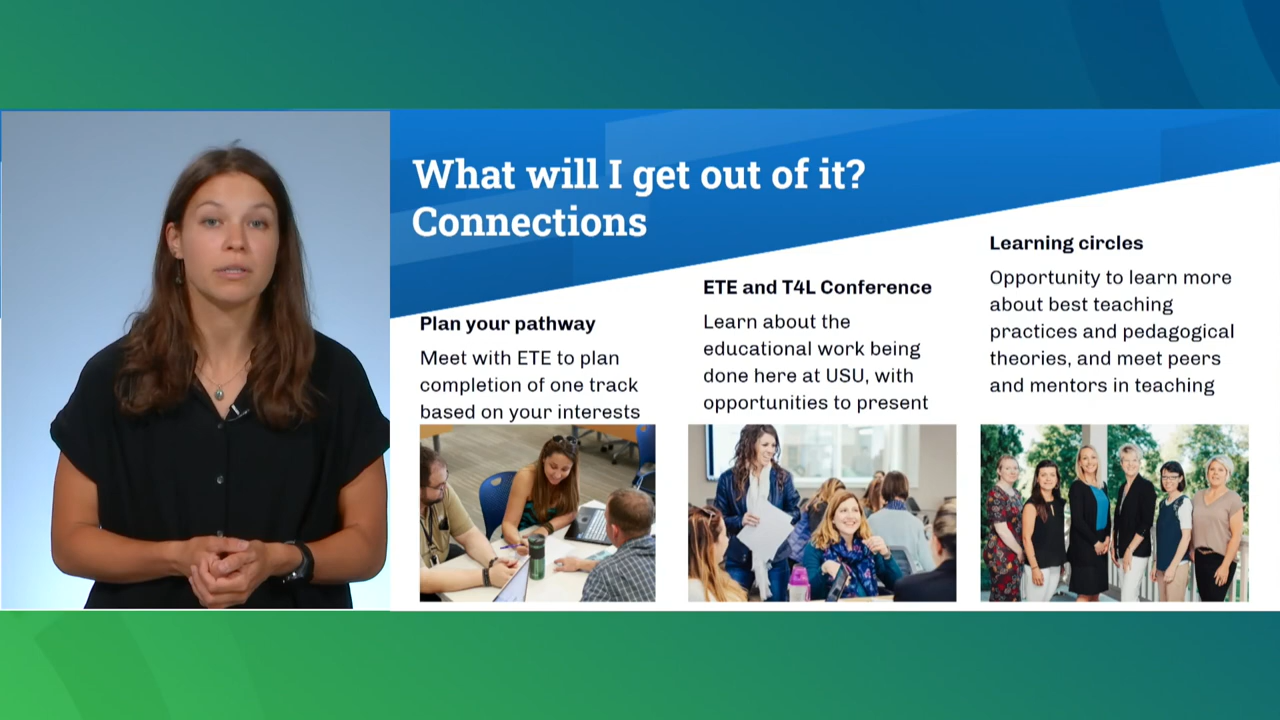 What will I get out of it?
Connections
Plan your pathway
Meet with ETE to plan
completion of one track
based on your interests
ETE and T4L Conference
Learn about the
educational work being
done here at USU, with
opportunities to present
Learning circles
Opportunity to learn more
about best teaching
practices and pedagogical
theories, and meet peers
and mentors in teaching